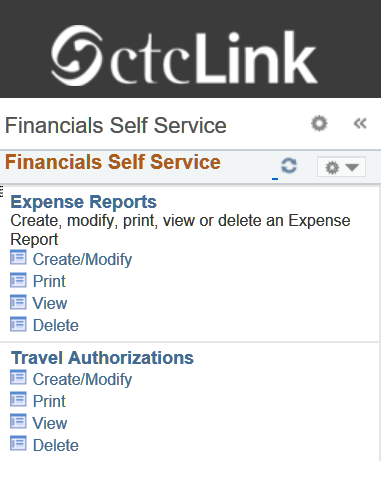 ctcLink
Financials Self Service
Financials Self Service
Expense Reports
Create, modify, print, view or delete an Expense
Report
Create/Modify
Print
View
Delete
Travel Authorizations
Create/Modify
Print
View
Delete